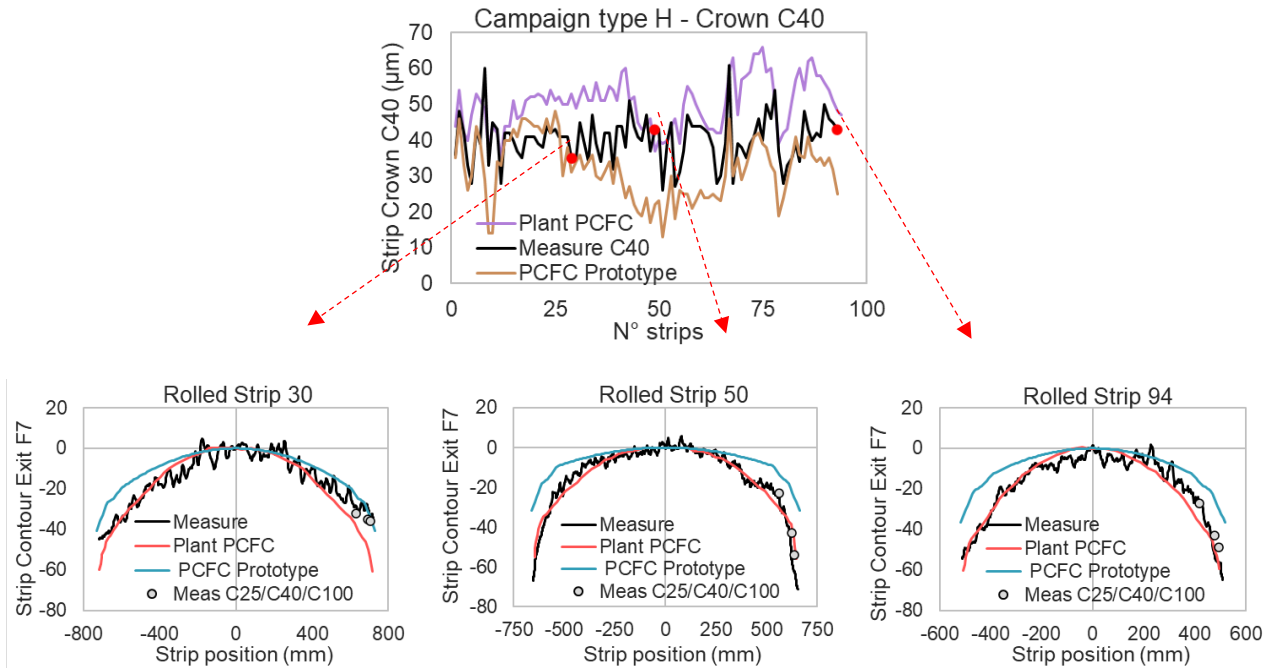 Campaign type H - Crown C40
Strip Crown C40 (µm)
70
60
50
40
30
20
10
0
Plant PCFC
Measure C40
PCFC Prototype
0 25 50 75 100
N° strips
Rolled Strip 30
Strip Contour Exit F7
20
0
-20
-40
-60
-80
Measure
Plant PCFC
PCFC Prototype
Meas C25/C40/C100
-800 -400 0 400 800
Strip position (mm)
Rolled Strip 50
Strip Contour Exit F7
20
0
-20
-40
-60
-80
Measure
Plant PCFC
PCFC Prototype
Meas C25/C40/C100
-750 -500 -250 0 250 500 750
Strip position (mm)
Rolled Strip 94
Strip Contour Exit F7
20
0
-20
-40
-60
-80
Measure
Plant PCFC
PCFC Prototype
Meas C25/C40/C100
-600 -400 -200 0 200 400 600
Strip position (mm)